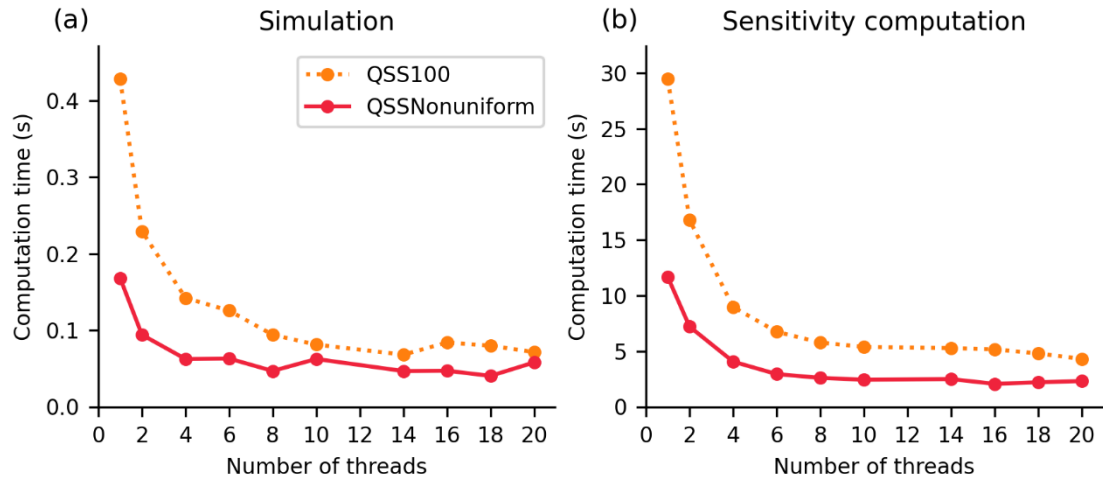 (a) Simulation
Computation time (s)
0.4
0.3
0.2
0.1
0.0
QSS100
QSSNonuniform
0 2 4 6 8 10 12 14 16 18 20
Number of threads
(b) Sensitivity computation
Computation time (s)
30
25
20
15
10
5
0
0 2 4 6 8 10 12 14 16 18 20
Number of threads